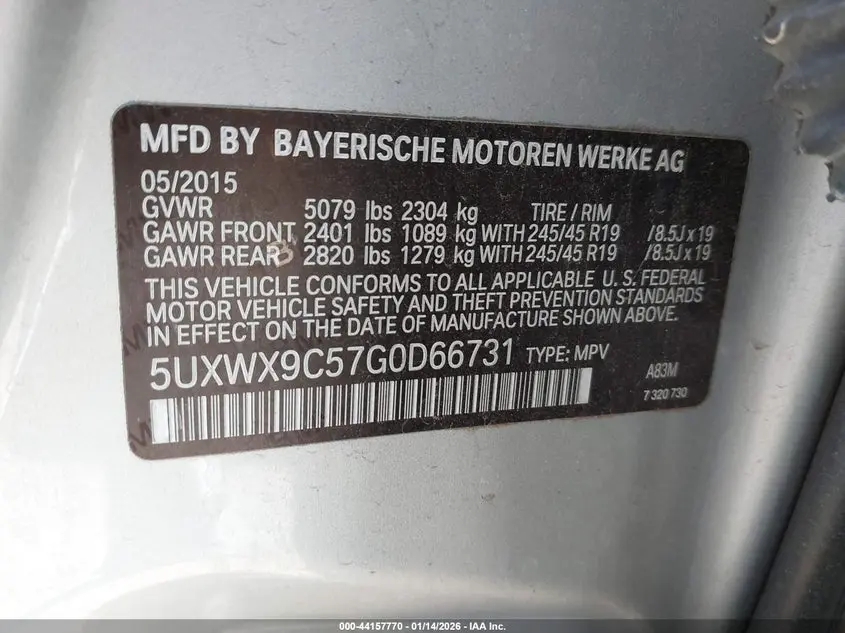 MFD BY BAYERISCHE MOTOREN WERKE AG
05/2015
GVWR 5079 lbs 2304 kg TIRE / RIM
GAWR FRONT 2401 lbs 1089 kg WITH 245/45 R19 /8.5J x 19
GAWR REAR 2820 lbs 1279 kg WITH 245/45 R19 /8.5J x 19
THIS VEHICLE CONFORMS TO ALL APPLICABLE U. S. FEDERAL
MOTOR VEHICLE SAFETY AND THEFT PREVENTION STANDARDS
IN EFFECT ON THE DATE OF MANUFACTURE SHOWN ABOVE.
5UXWX9C57G0D66731 TYPE: MPV
A83M
7 320 730
000-44157770 | 01/14/2026 - IAA Inc.